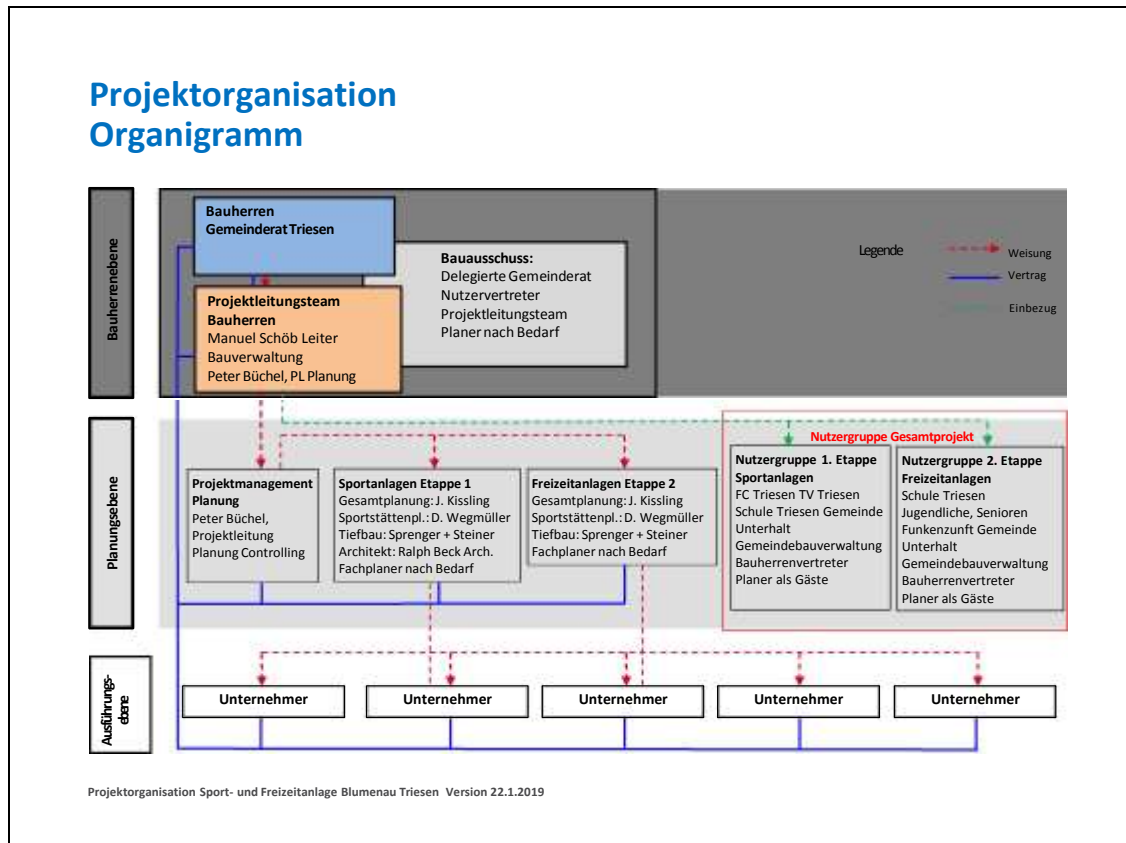 Projektorganisation
Organigramm
Bauherrenebene
Bauherren
Gemeinderat Triesen
Bauausschuss:
Delegierte Gemeinderat
Nutzervertreter
Projektleitungsteam
Planer nach Bedarf
Projektleitungsteam
Bauherren
Manuel Schöb Leiter
Bauverwaltung
Peter Büchel, PL Planung
Legende
Weisung
Vertrag
Einbezug
Planungsebene
Projektmanagement
Planung
Peter Büchel,
Projektleitung
Planung Controlling
Sportanlagen Etappe 1
Gesamtplanung: J. Kissling
Sportstättenpl.: D. Wegmüller
Tiefbau: Sprenger + Steiner
Architekt: Ralph Beck Arch.
Fachplaner nach Bedarf
Freizeitanlagen Etappe 2
Gesamtplanung: J. Kissling
Sportstättenpl.: D. Wegmüller
Tiefbau: Sprenger + Steiner
Fachplaner nach Bedarf
Nutzergruppe Gesamtprojekt
Nutzergruppe 1. Etappe
Sportanlagen
FC Triesen TV Triesen
Schule Triesen Gemeinde
Unterhalt
Gemeindebauverwaltung
Bauherrenvertreter
Planer als Gäste
Nutzergruppe 2. Etappe
Freizeitanlagen
Schule Triesen
Jugendliche, Senioren
Funkenzunft Gemeinde
Unterhalt
Gemeindebauverwaltung
Bauherrenvertreter
Planer als Gäste
Ausführungs-
ebene
Unternehmer
Unternehmer
Unternehmer
Unternehmer
Unternehmer
Projektorganisation Sport- und Freizeitanlage Blumenau Triesen Version 22.1.2019